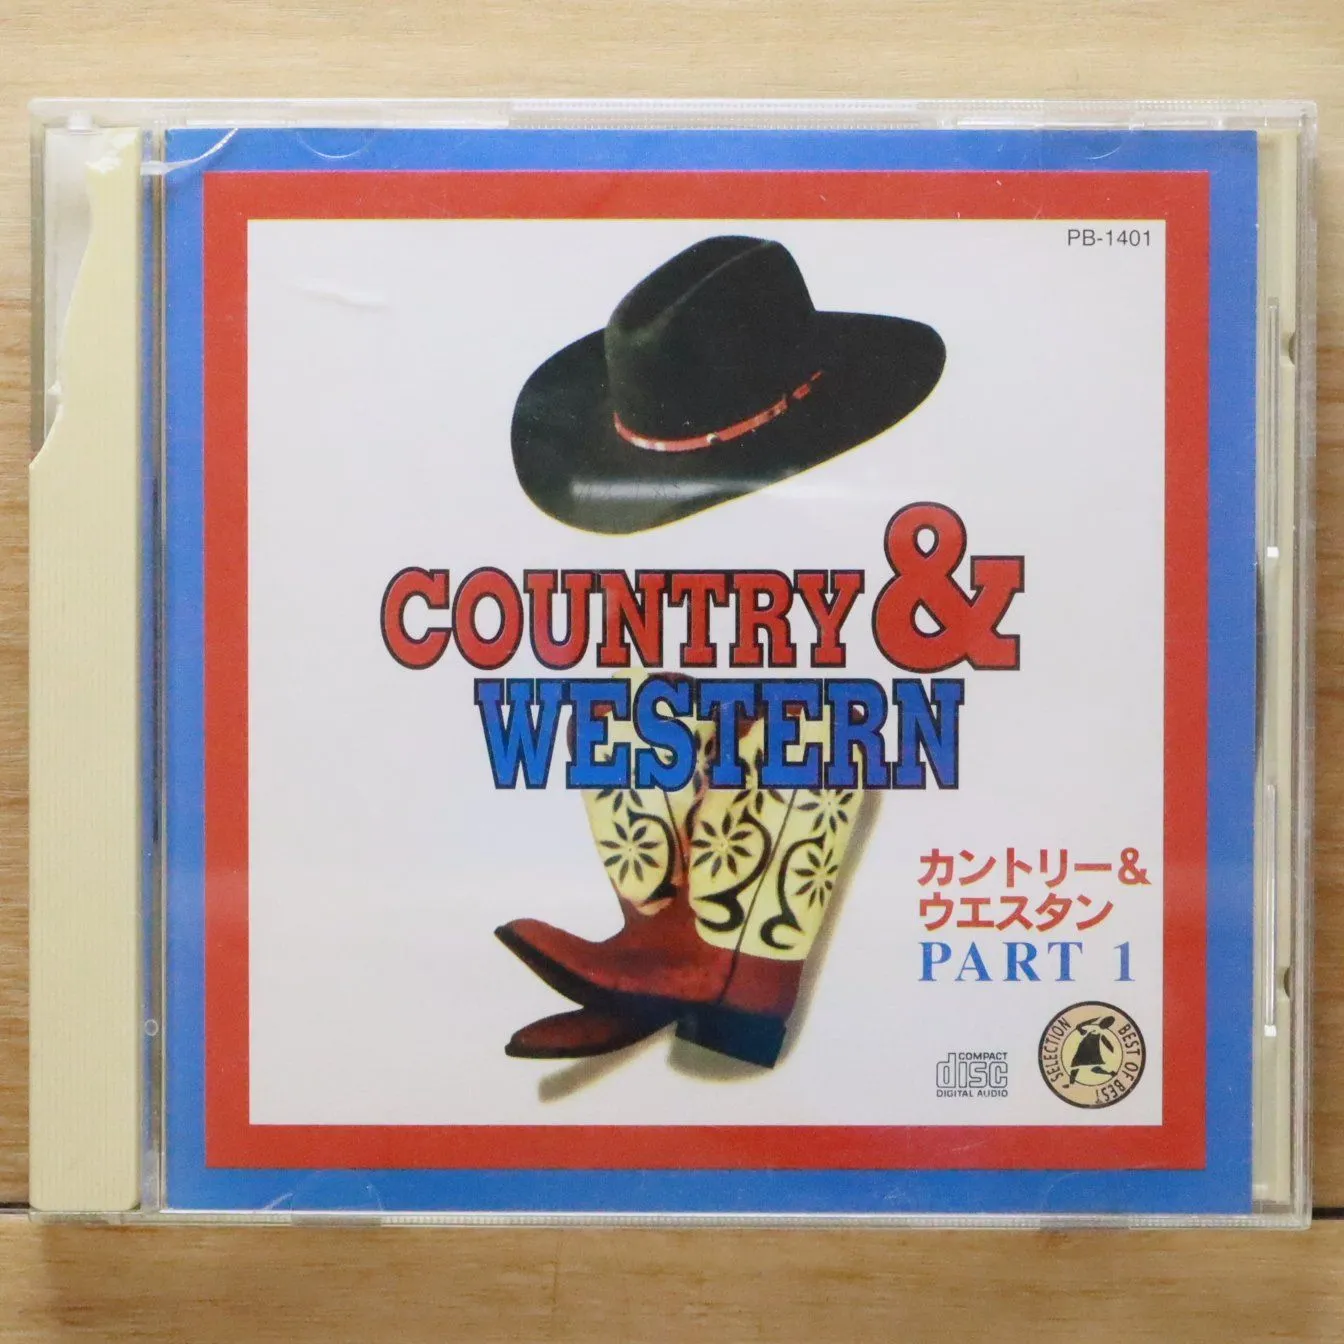 PB-1401
COUNTRY &
WESTERN
カントリー&
ウエスタン
PART 1
COMPACT
disc
DIGITAL AUDIO
SELECTION BEST OF BEST